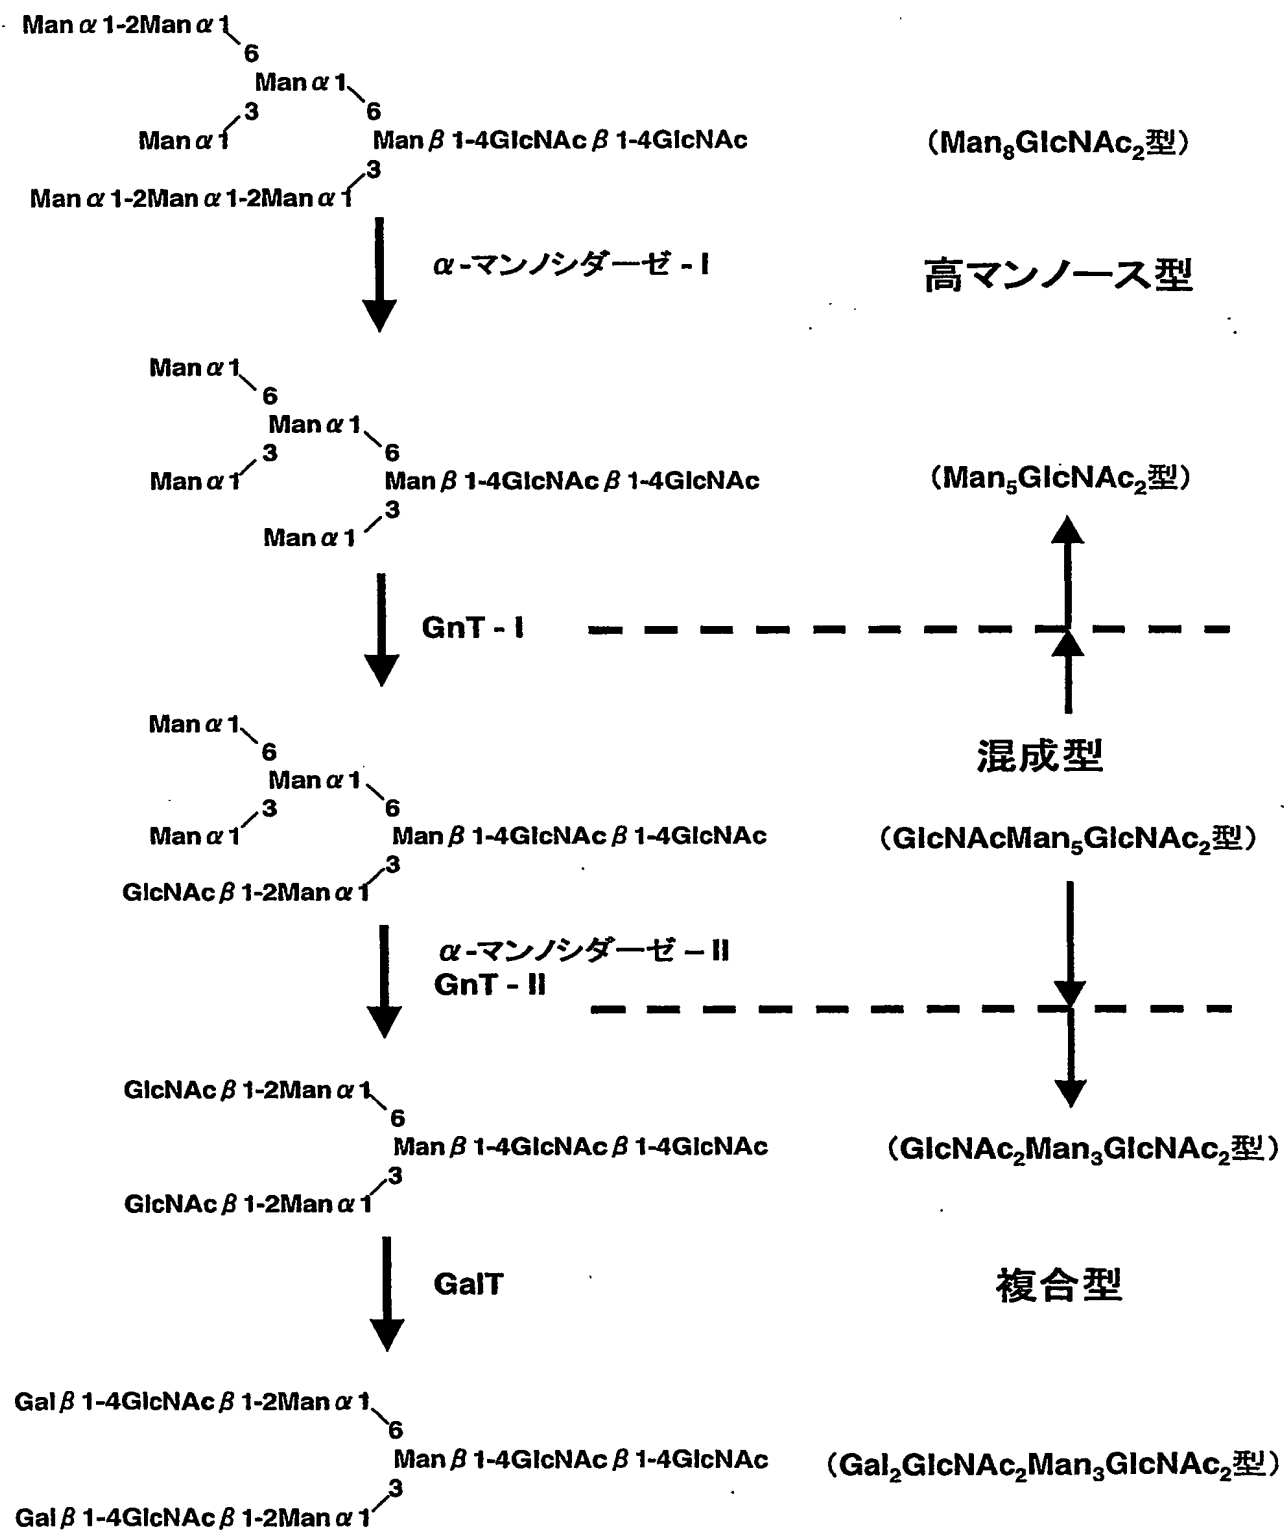 Manα1-2Manα1
6
Manα1
3
6
Manα1
Manβ1-4GlcNAcβ1-4GlcNAc
(Man8GlcNAc2型)
3
Manα1-2Manα1-2Manα1
α-マンノシダーゼ-I
高マンノース型
Manα1
6
Manα1
3
6
Manα1
Manβ1-4GlcNAcβ1-4GlcNAc
(Man5GlcNAc2型)
3
Manα1
GnT-I
Manα1
6
混成型
Manα1
3
6
Manα1
Manβ1-4GlcNAcβ1-4GlcNAc
(GlcNAcMan5GlcNAc2型)
3
GlcNAcβ1-2Manα1
α-マンノシダーゼ-II
GnT-II
GlcNAcβ1-2Manα1
6
Manβ1-4GlcNAcβ1-4GlcNAc
(GlcNAc2Man3GlcNAc2型)
3
GlcNAcβ1-2Manα1
GalT
複合型
Galβ1-4GlcNAcβ1-2Manα1
6
Manβ1-4GlcNAcβ1-4GlcNAc
(Gal2GlcNAc2Man3GlcNAc2型)
3
Galβ1-4GlcNAcβ1-2Manα1